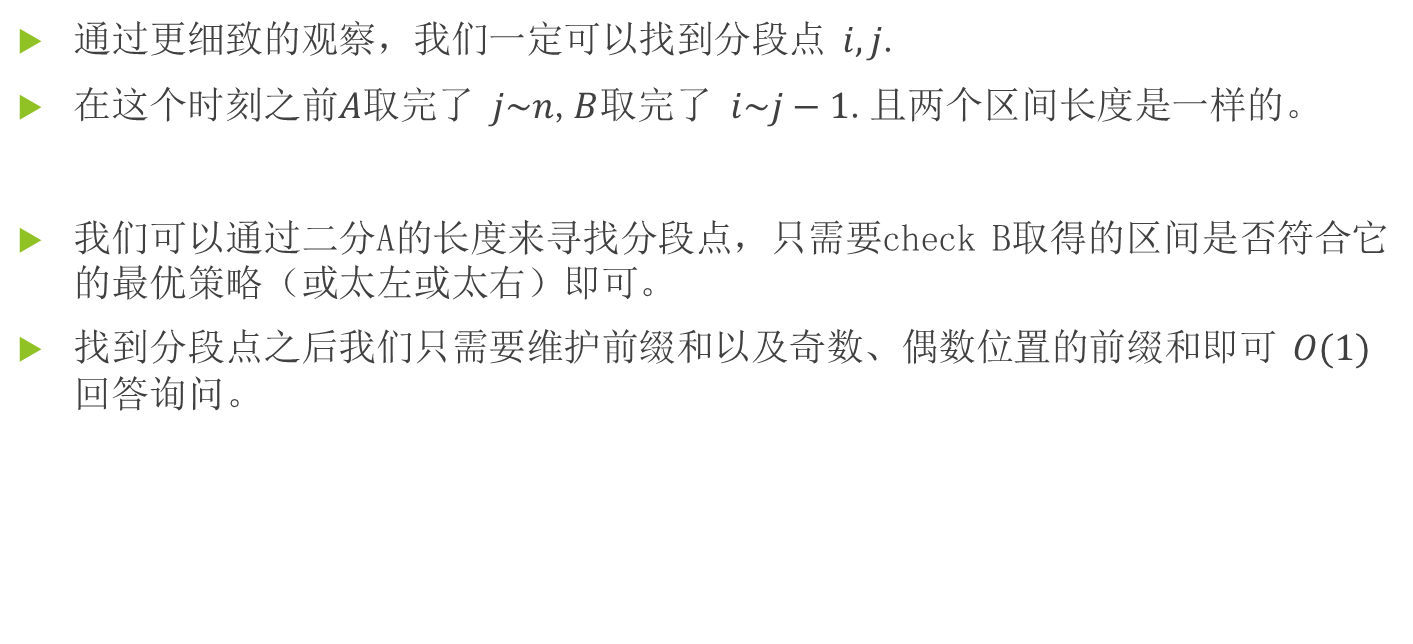 通过更细致的观察，我们一定可以找到分段点 i,j.
在这个时刻之前A取完了 j~n, B取完了 i~j − 1. 且两个区间长度是一样的。
我们可以通过二分A的长度来寻找分段点，只需要check B取得的区间是否符合它
的最优策略（或太左或太右）即可。
找到分段点之后我们只需要维护前缀和以及奇数、偶数位置的前缀和即可 O(1)
回答询问。